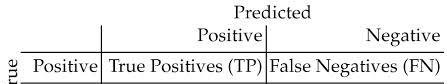 Predicted
Positive Negative
Positive True Positives (TP) False Negatives (FN)